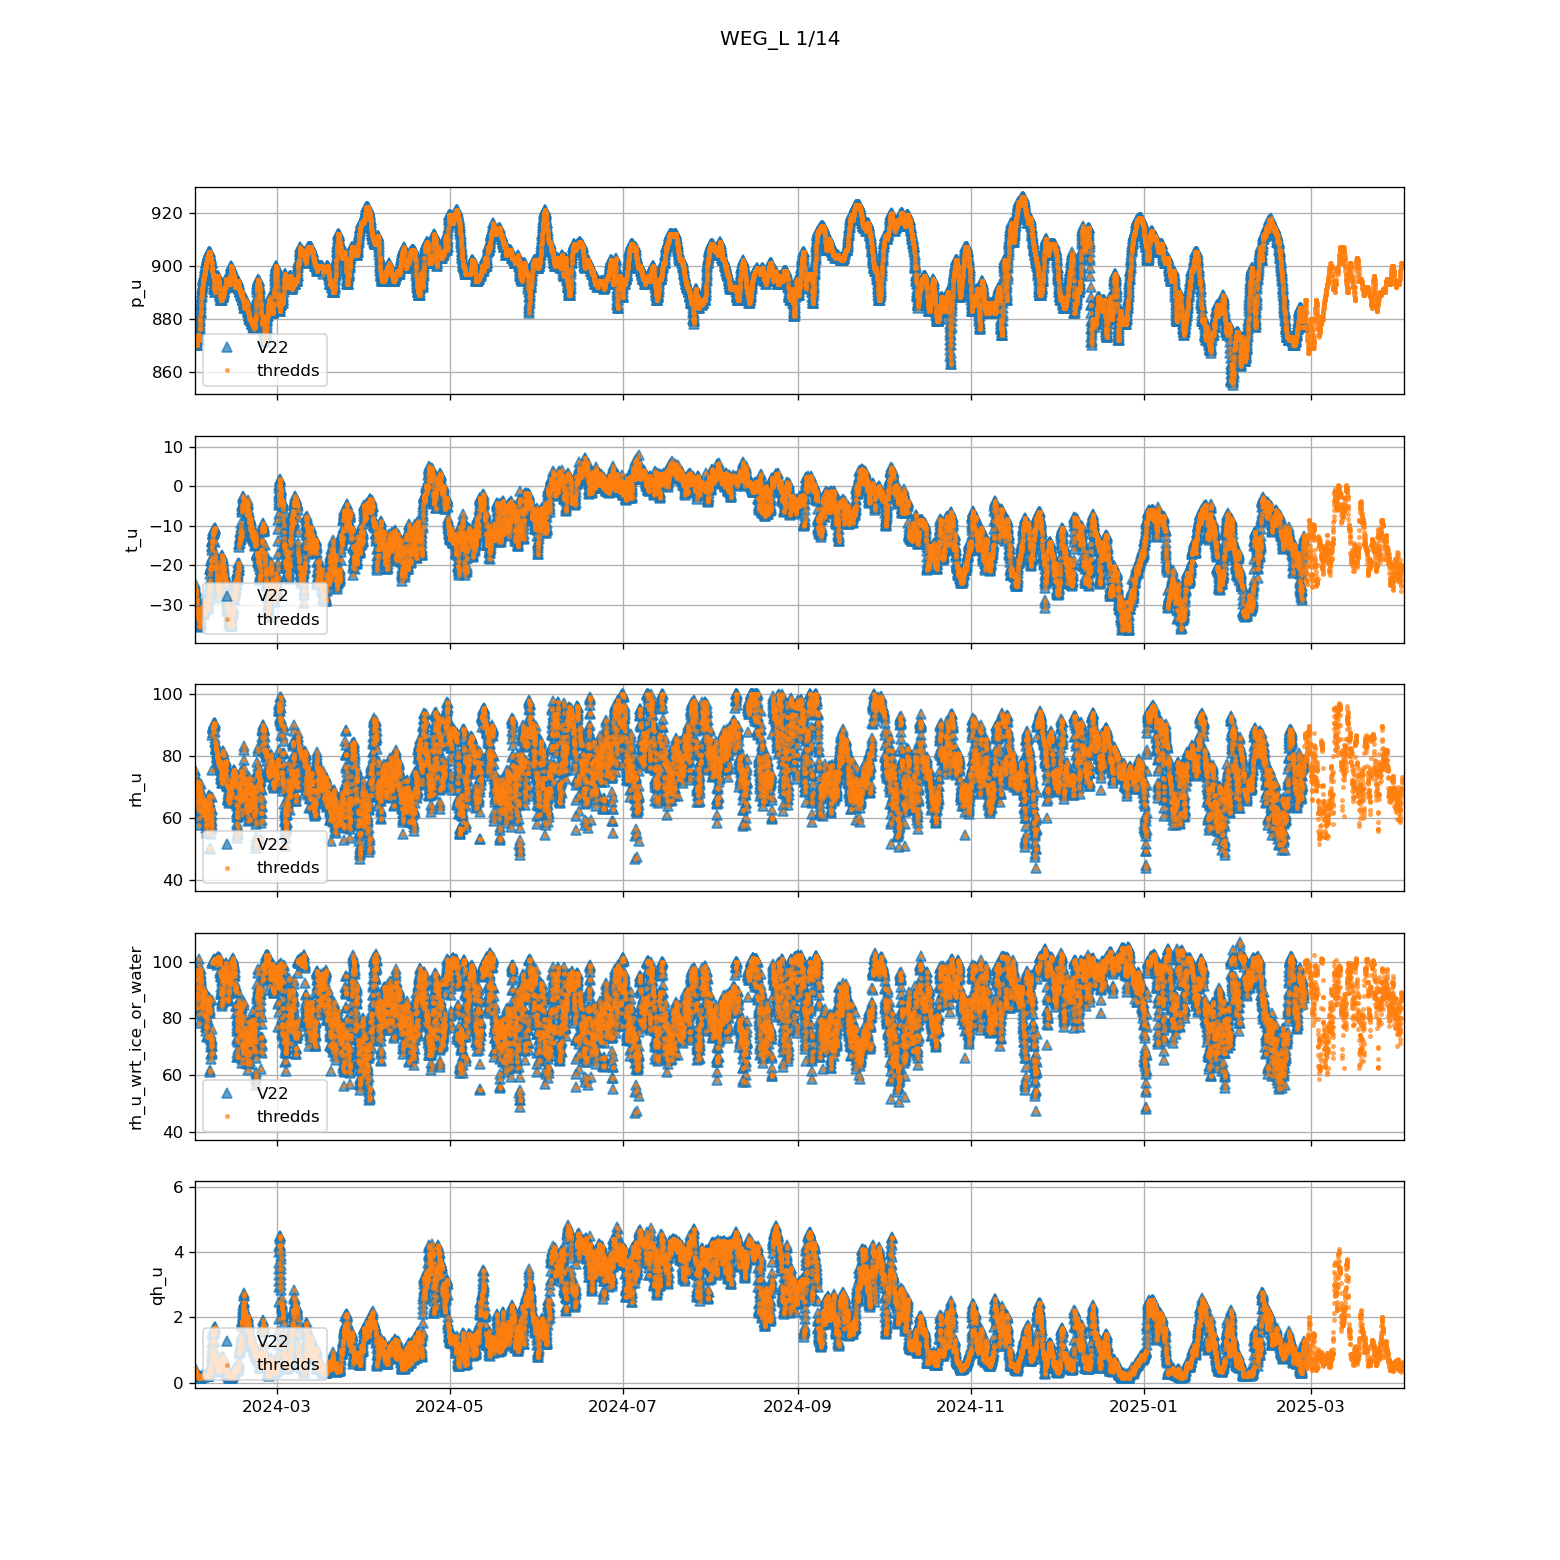 WEG_L 1/14
920
900
880
860
p_u
V22
thredds
10
0
−10
−20
−30
t_u
V22
thredds
100
80
60
40
rh_u
V22
thredds
100
80
60
40
rh_u_wrt_ice_or_water
V22
thredds
6
4
2
0
qh_u
V22
thredds
2024-03 2024-05 2024-07 2024-09 2024-11 2025-01 2025-03